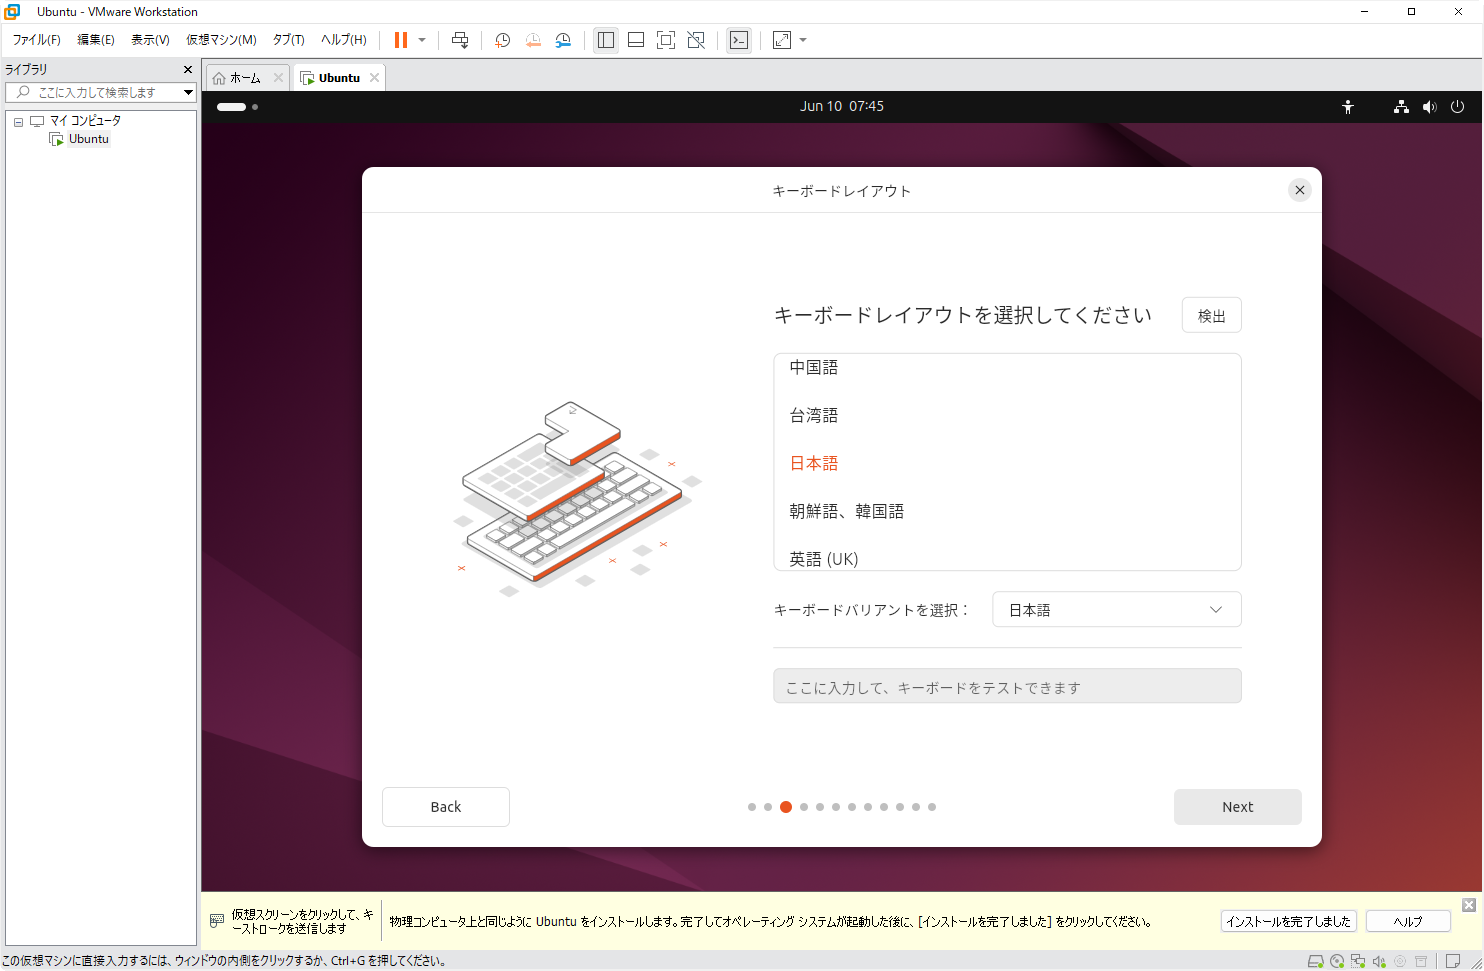 Ubuntu - VMware Workstation
ファイル(F) 編集(E) 表示(V) 仮想マシン(M) タブ(T) ヘルプ(H)
ライブラリ
ここに入力して検索します
マイ コンピュータ
Ubuntu
ホーム
Ubuntu
Jun 10 07:45
キーボードレイアウト
キーボードレイアウトを選択してください
検出
中国語
台湾語
日本語
朝鮮語、韓国語
英語 (UK)
キーボードバリアントを選択：
日本語
ここに入力して、キーボードをテストできます
Back
Next
仮想スクリーンをクリックして、キ
ーストロークを送信します
物理コンピュータ上と同じように Ubuntu をインストールします。完了してオペレーティング システムが起動した後に、[インストールを完了しました] をクリックしてください。
インストールを完了しました
ヘルプ
この仮想マシンに直接入力するには、ウィンドウの内側をクリックするか、Ctrl+G を押してください。